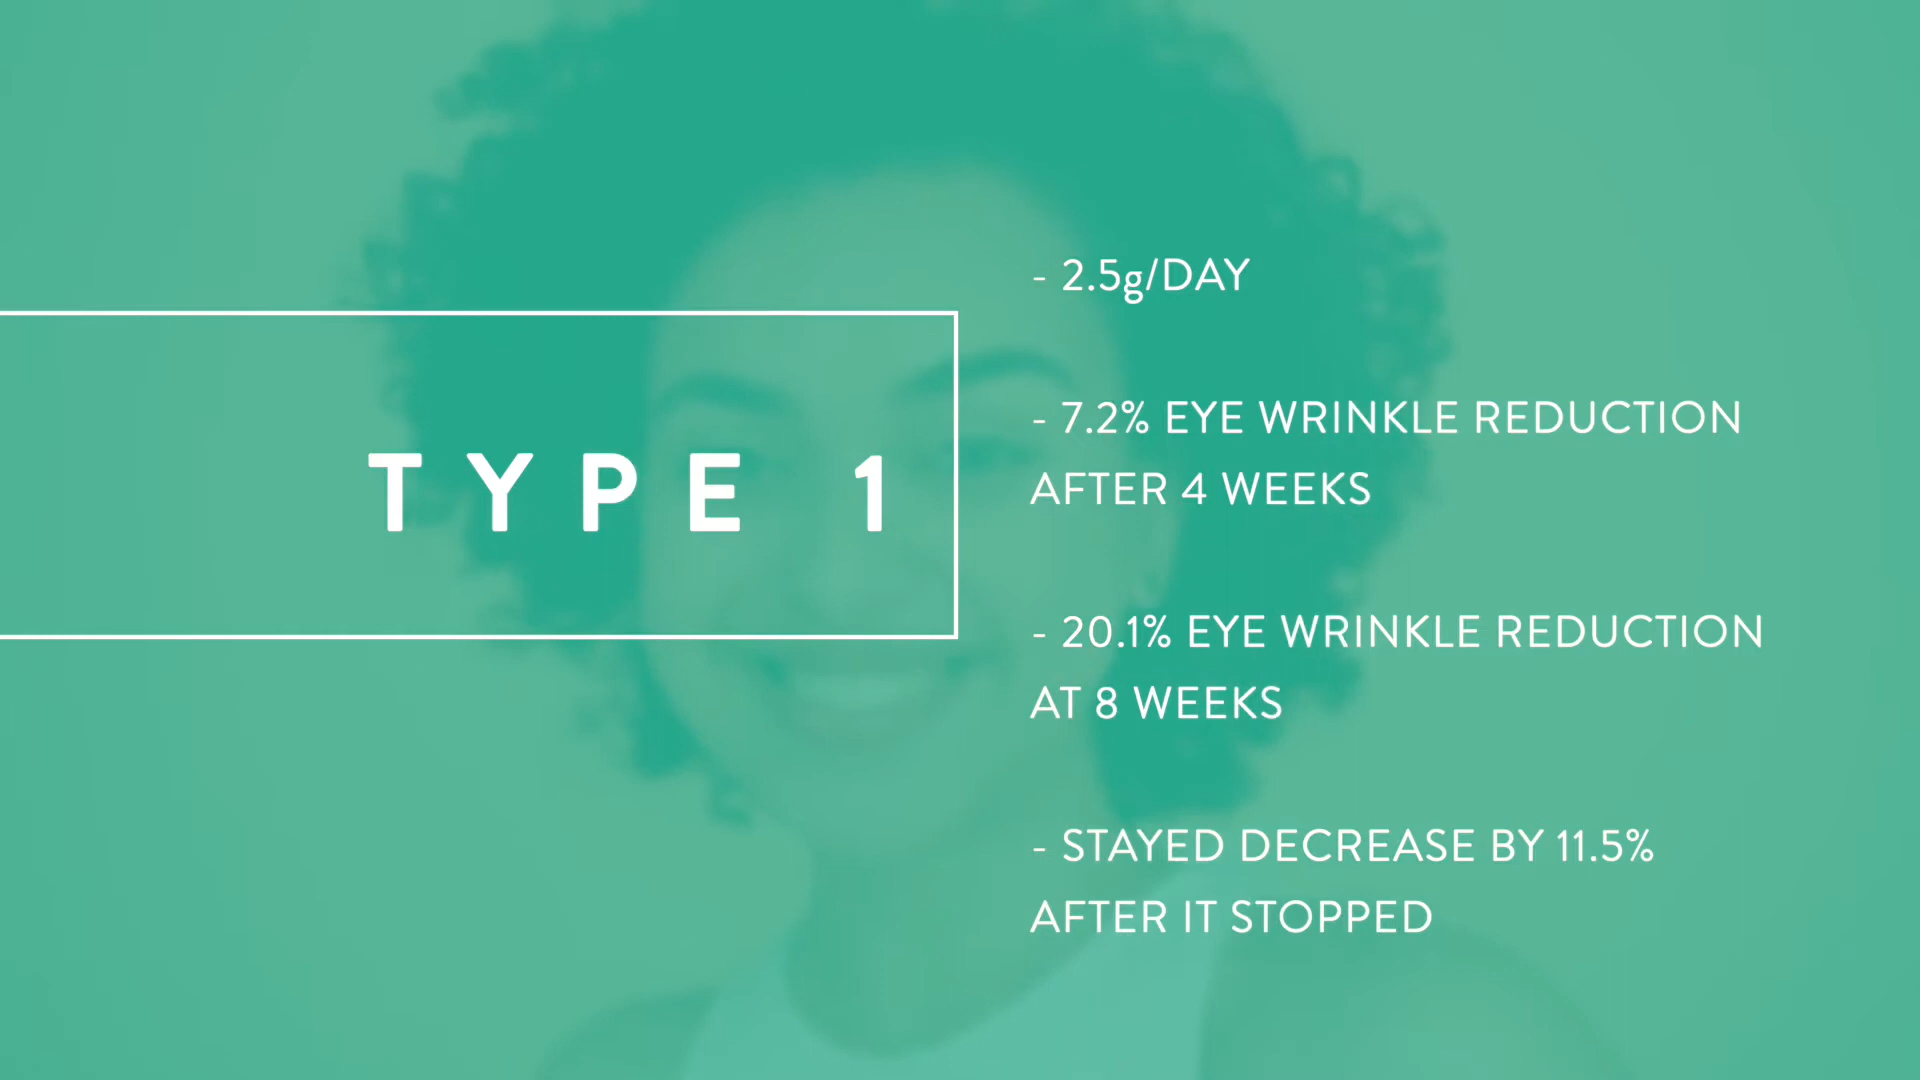 TYPE 1
- 2.5g/DAY
- 7.2% EYE WRINKLE REDUCTION
AFTER 4 WEEKS
- 20.1% EYE WRINKLE REDUCTION
AT 8 WEEKS
- STAYED DECREASE BY 11.5%
AFTER IT STOPPED